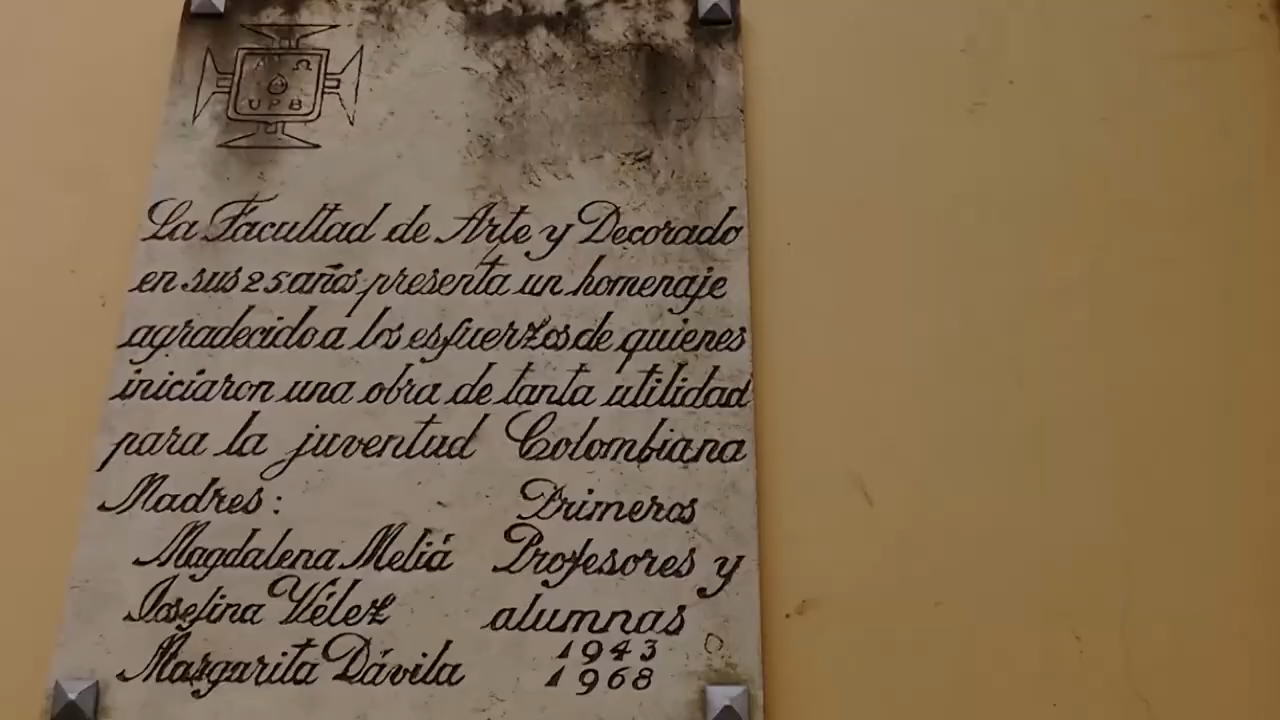 A Ω
U P B
La Facultad de Arte y Decorado
en sus 25 años presenta un homenaje
agradecido a los esfuerzos de quienes
iniciaron una obra de tanta utilidad
para la juventud Colombiana
Madres:
Magdalena Meliá
Josefina Vélez
Margarita Dávila
Primeros
Profesores y
alumnas
1943
1968